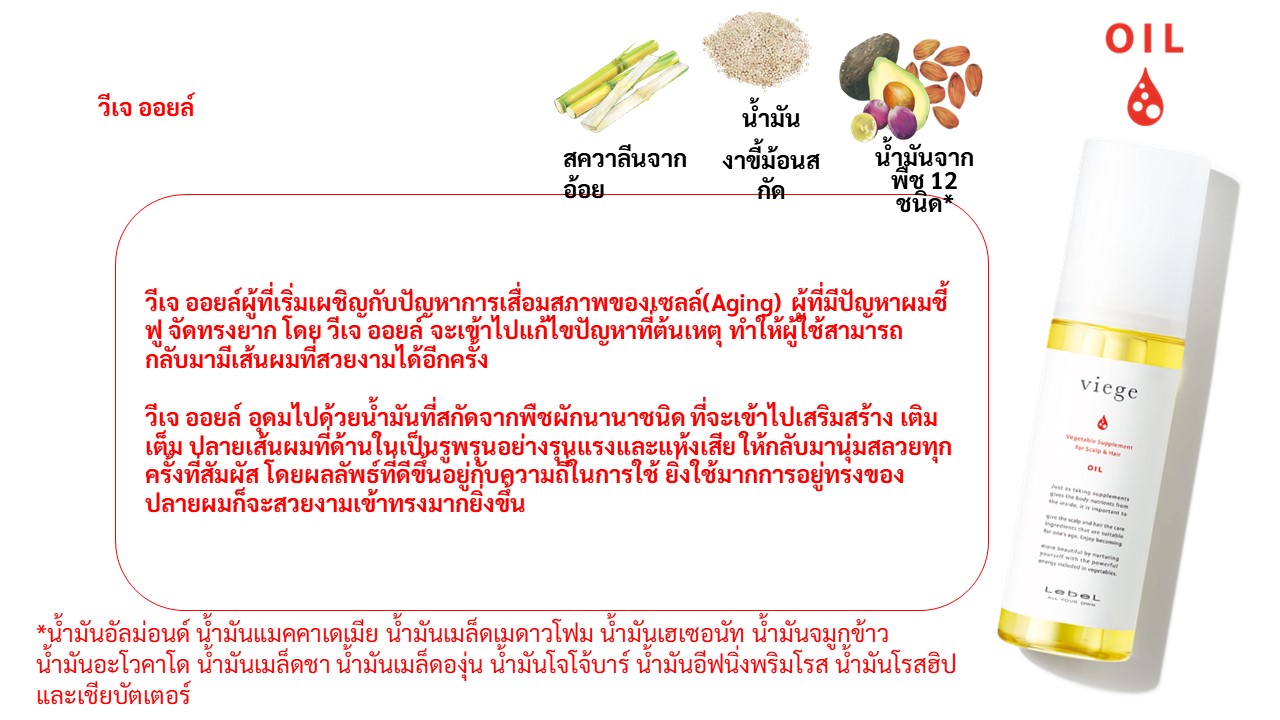 OIL
วีเจ ออยล์
น้ำมัน
งาขี้ม้อนส
กัด
สควาลีนจาก
อ้อย
น้ำมันจาก
พืช 12
ชนิด*
วีเจ ออยล์ผู้ที่เริ่มเผชิญกับปัญหาการเสื่อมสภาพของเซลล์(Aging) ผู้ที่มีปัญหาผมชี้
ฟู จัดทรงยาก โดย วีเจ ออยล์ จะเข้าไปแก้ไขปัญหาที่ต้นเหตุ ทำให้ผู้ใช้สามารถ
กลับมามีเส้นผมที่สวยงามได้อีกครั้ง
วีเจ ออยล์ อุดมไปด้วยน้ำมันที่สกัดจากพืชผักนานาชนิด ที่จะเข้าไปเสริมสร้าง เติม
เต็ม ปลายเส้นผมที่ด้านในเป็นรูพรุนอย่างรุนแรงและแห้งเสีย ให้กลับมานุ่มสลวยทุก
ครั้งที่สัมผัส โดยผลลัพธ์ที่ดีขึ้นอยู่กับความถี่ในการใช้ ยิ่งใช้มากการอยู่ทรงของ
ปลายผมก็จะสวยงามเข้าทรงมากยิ่งขึ้น
*น้ำมันอัลม่อนด์ น้ำมันแมคคาเดเมีย น้ำมันเมล็ดเมดาวโฟม น้ำมันเฮเซอนัท น้ำมันจมูกข้าว
น้ำมันอะโวคาโด น้ำมันเมล็ดชา น้ำมันเมล็ดองุ่น น้ำมันโจโจ้บาร์ น้ำมันอีฟนิ่งพริมโรส น้ำมันโรสฮิป
และเชียบัตเตอร์
viege
Vegetable Supplement
for Scalp & Hair
OIL
Just as taking supplements
gives the body nutrients from
the inside, it is important to
give the scalp and hair the care
ingredients that are suitable
for one's age. Enjoy becoming
more beautiful by nurturing
yourself with the powerful
energy included in vegetables.
LebeL
ALL YOUR OWN